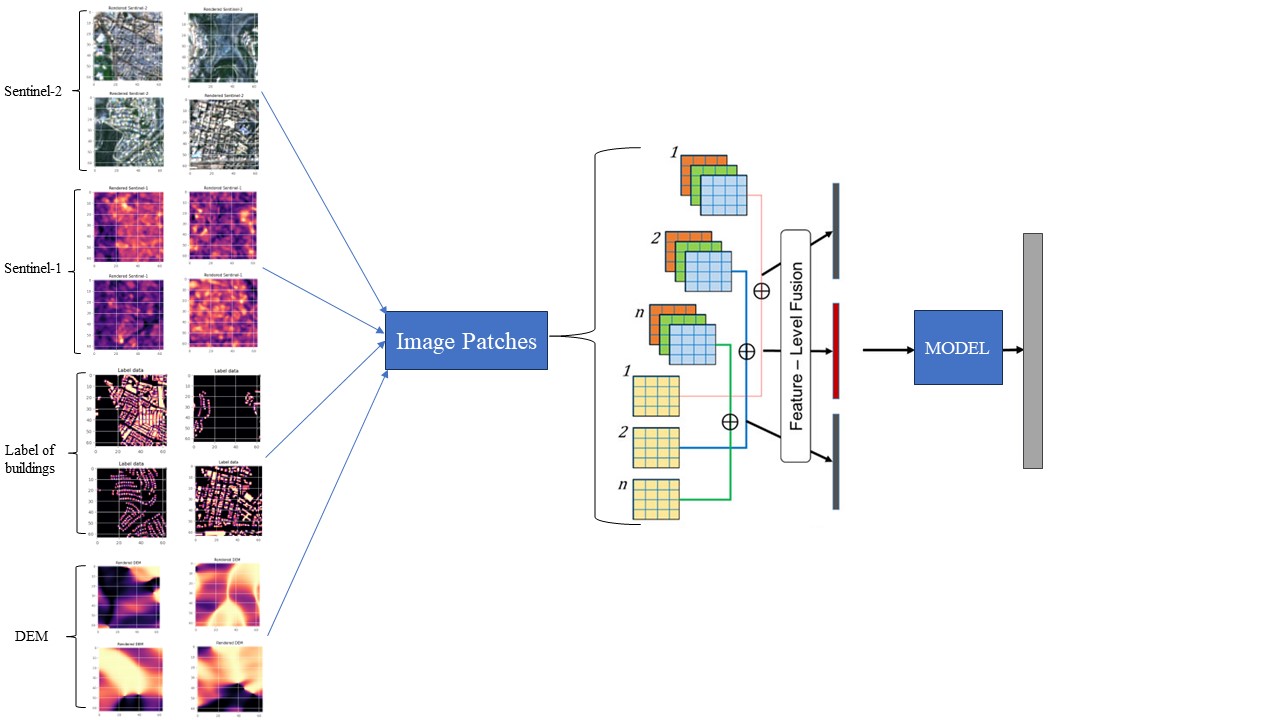 Rendered Sentinel-2
Rendered Sentinel-2
Sentinel-2
Rendered Sentinel-2
Rendered Sentinel-2
Rendered Sentinel-1
Rendered Sentinel-1
Sentinel-1
Rendered Sentinel-1
Rendered Sentinel-1
Label data
Label data
Label of
buildings
Label data
Label data
Rendered DEM
Rendered DEM
DEM
Rendered DEM
Rendered DEM
Image Patches
1
2
n
1
2
n
Feature – Level Fusion
MODEL